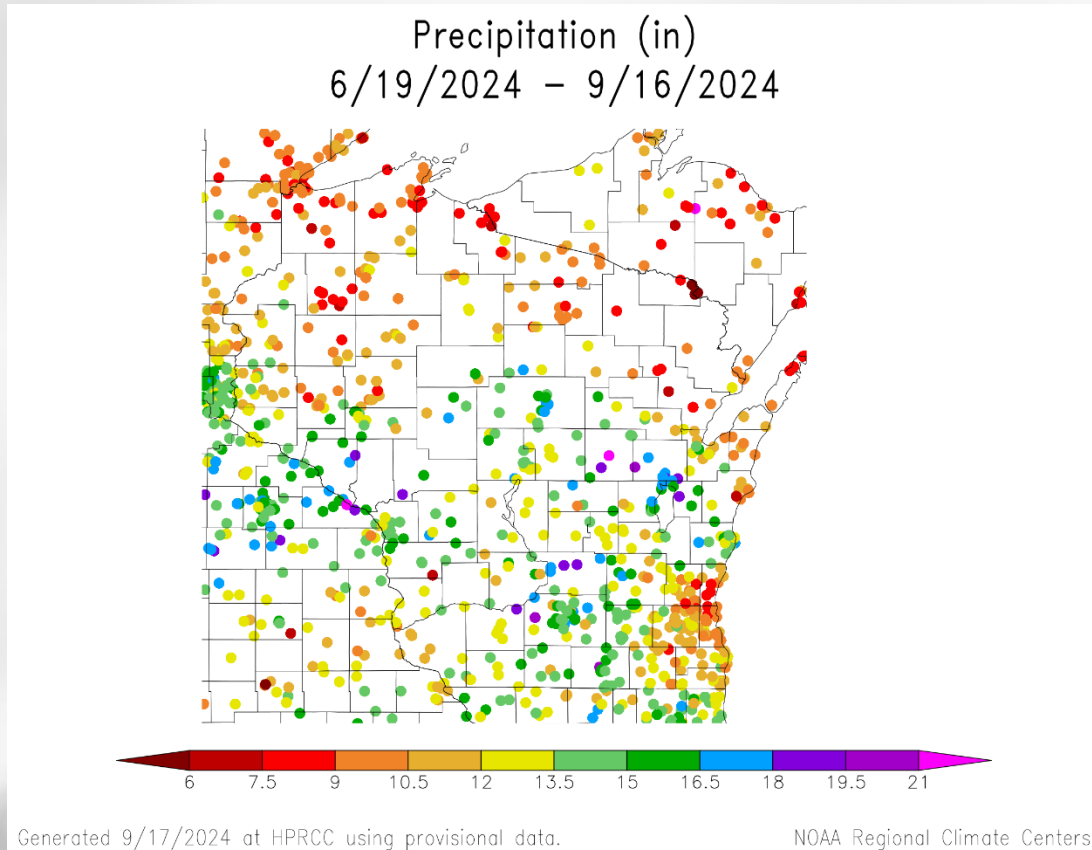 Precipitation (in)
6/19/2024 – 9/16/2024
6 7.5 9 10.5 12 13.5 15 16.5 18 19.5 21
Generated 9/17/2024 at HPRCC using provisional data.
NOAA Regional Climate Centers